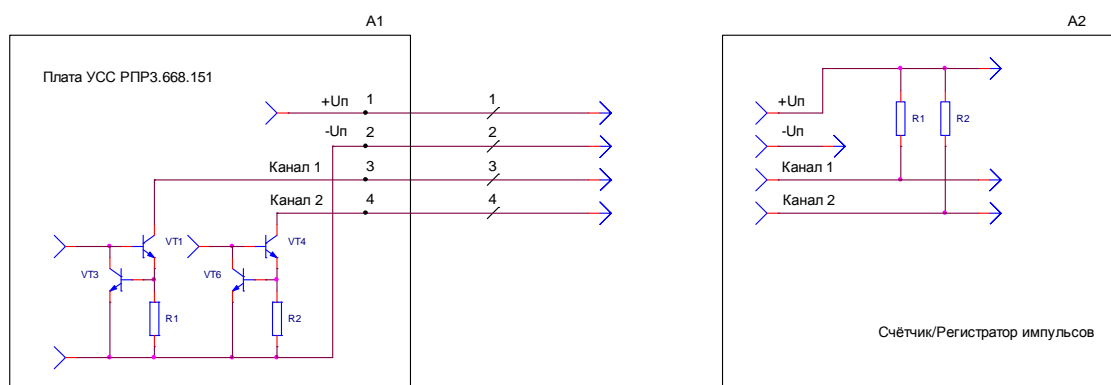 A1
A2
Плата УСС РПР3.668.151
+Uп 1 1
-Uп 2 2
Канал 1 3 3
Канал 2 4 4
VT1
VT4
VT3
VT6
R1
R2
+Uп
-Uп
Канал 1
Канал 2
R1
R2
Счётчик/Регистратор импульсов